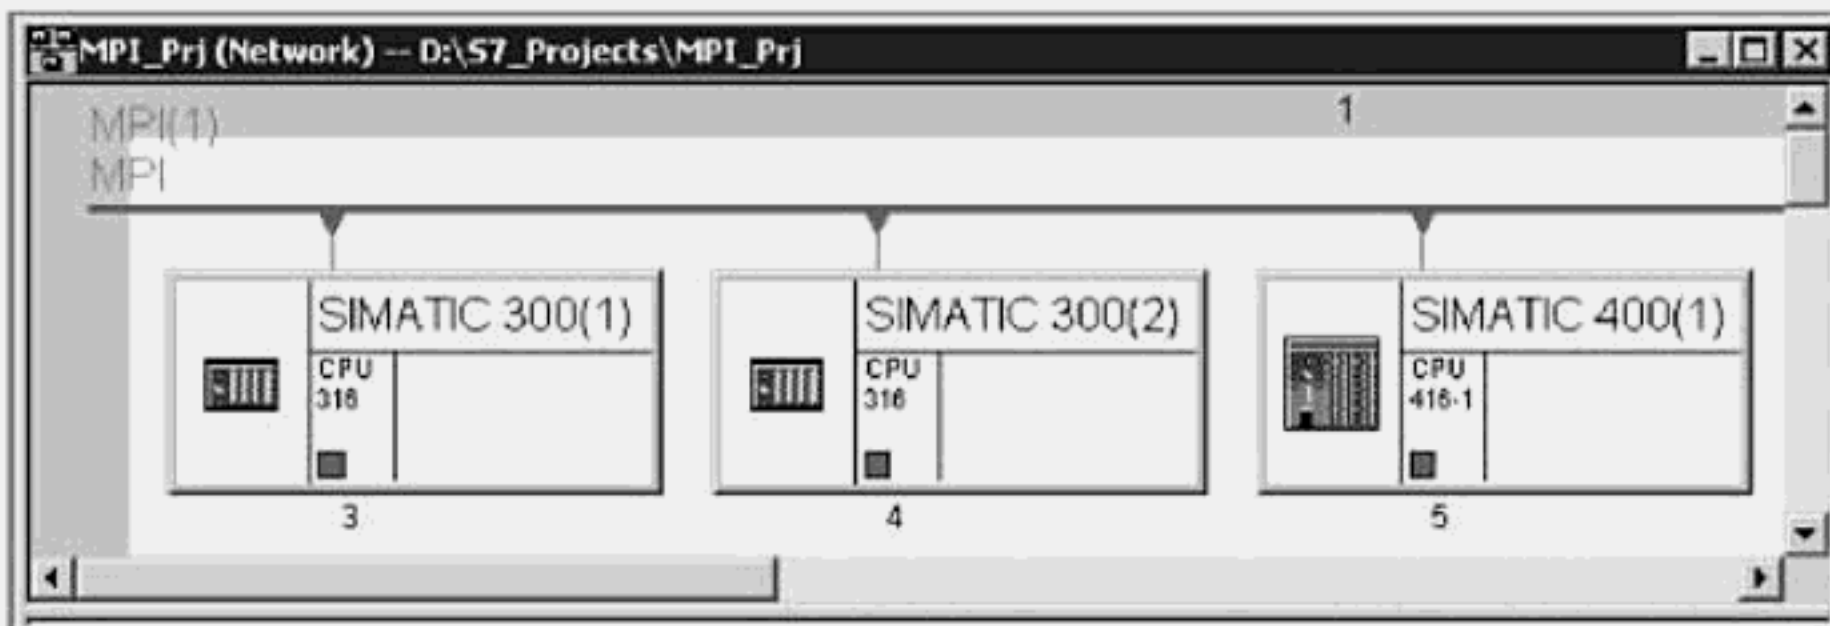 MPI_Prj (Network) -- D:\S7_Projects\MPI_Prj
1
MPI(1)
MPI
SIMATIC 300(1)
CPU
316
3
SIMATIC 300(2)
CPU
316
4
SIMATIC 400(1)
CPU
416-1
5